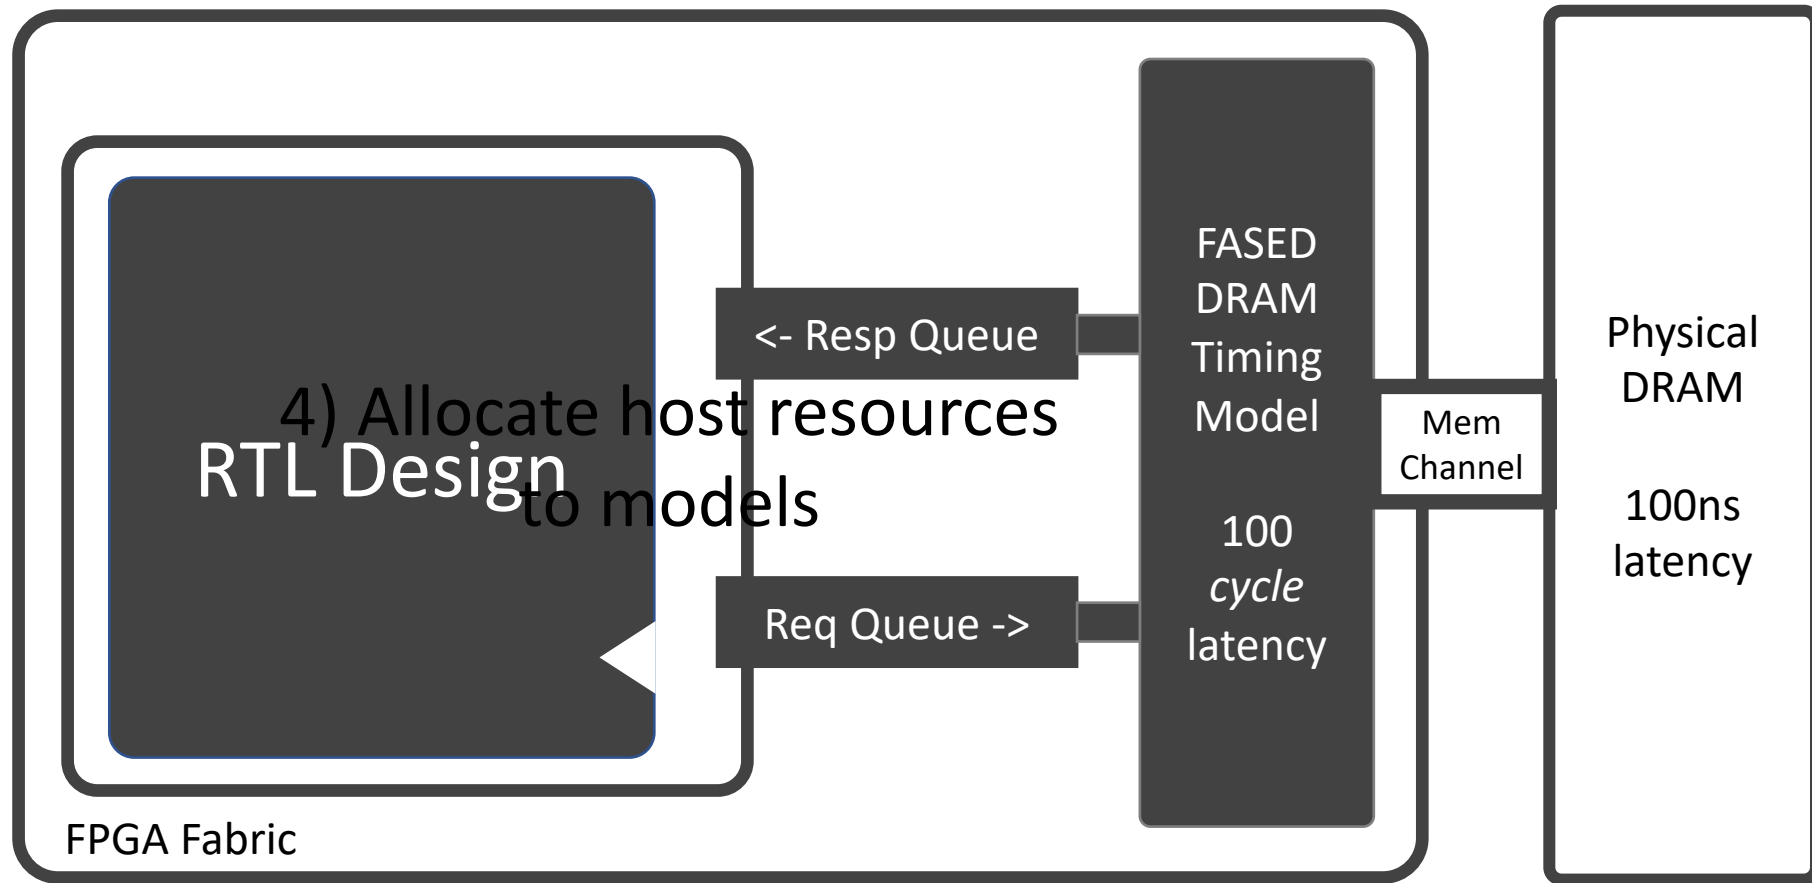 RTL Design
4) Allocate host resources
to models
<- Resp Queue
Req Queue ->
FASED
DRAM
Timing
Model
100
cycle
latency
Mem
Channel
Physical
DRAM
100ns
latency
FPGA Fabric